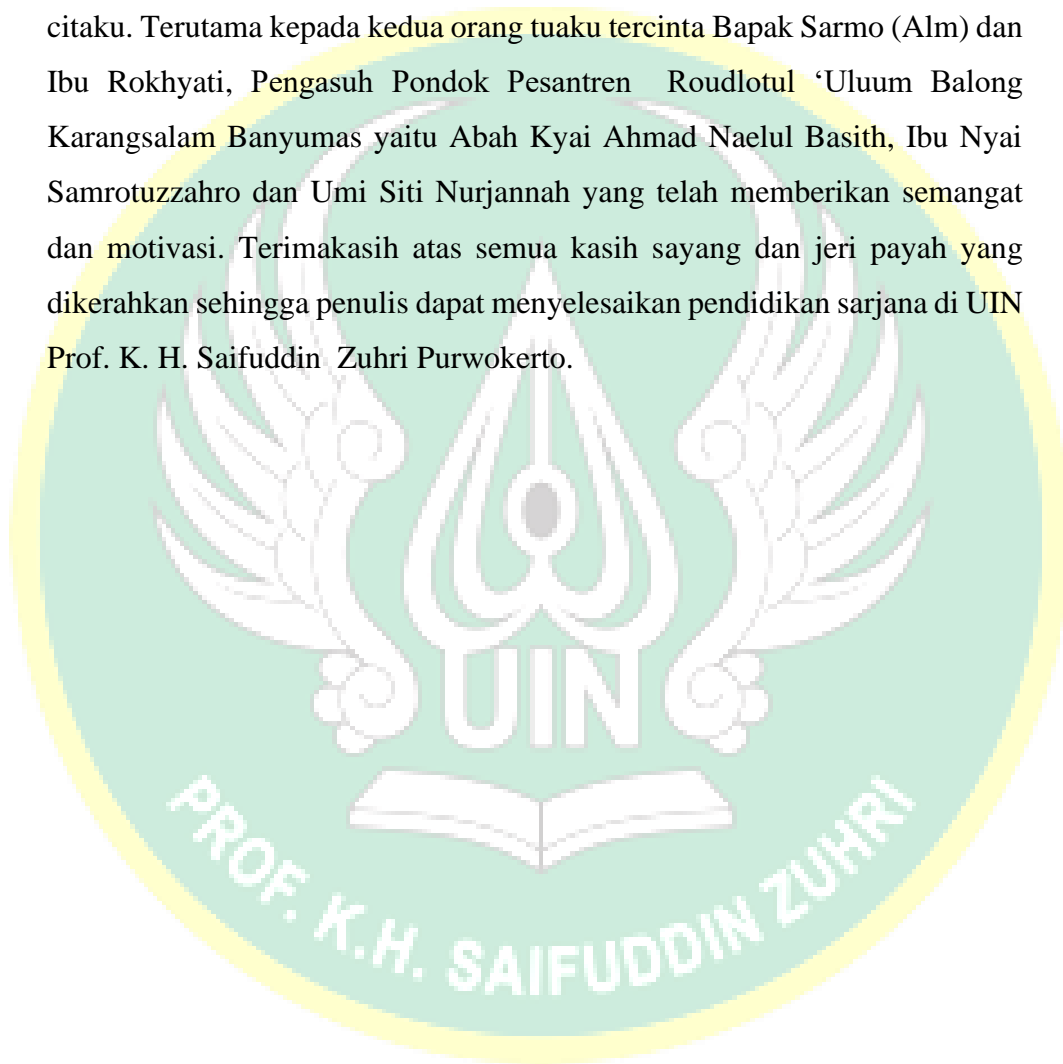 citaku. Terutama kepada kedua orang tuaku tercinta Bapak Sarmo (Alm) dan
Ibu Rokhyati, Pengasuh Pondok Pesantren Roudlotul ‘Uluum Balong
Karangsalam Banyumas yaitu Abah Kyai Ahmad Naelul Basith, Ibu Nyai
Samrotuzzahro dan Umi Siti Nurjannah yang telah memberikan semangat
dan motivasi. Terimakasih atas semua kasih sayang dan jeri payah yang
dikerahkan sehingga penulis dapat menyelesaikan pendidikan sarjana di UIN
Prof. K. H. Saifuddin Zuhri Purwokerto.
UIN
PROF. K.H. SAIFUDDIN ZUHRI